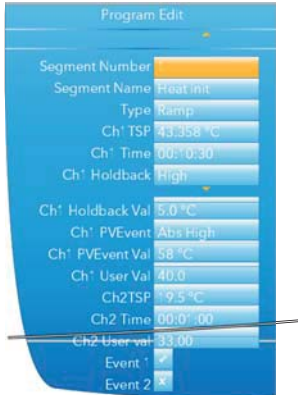 Program Edit
Segment Number
Segment Name Heat init
Type Ramp
Ch1 TSP 43.358 °C
Ch1 Time 00:10:30
Ch1 Holdback High
Ch1 Holdback Val 5.0 °C
Ch1 PVEvent Abs High
Ch1 PVEvent Val 58 °C
Ch1 User Val 40.0
Ch2TSP 19.5 °C
Ch2 Time 00:01:00
Ch2 User val 33.00
Event 1 ✓
Event 2 x